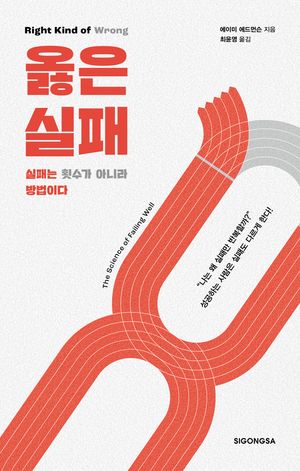 Right Kind of Wrong
에이미 에드먼슨 지음
최윤영 옮김
옳은
실패
실패는 횟수가 아니라
방법이다
The Science of Failing Well
“나는 왜 실패만 반복할까?”
성공하는 사람은 실패도 다르게 한다!
SIGONGSA